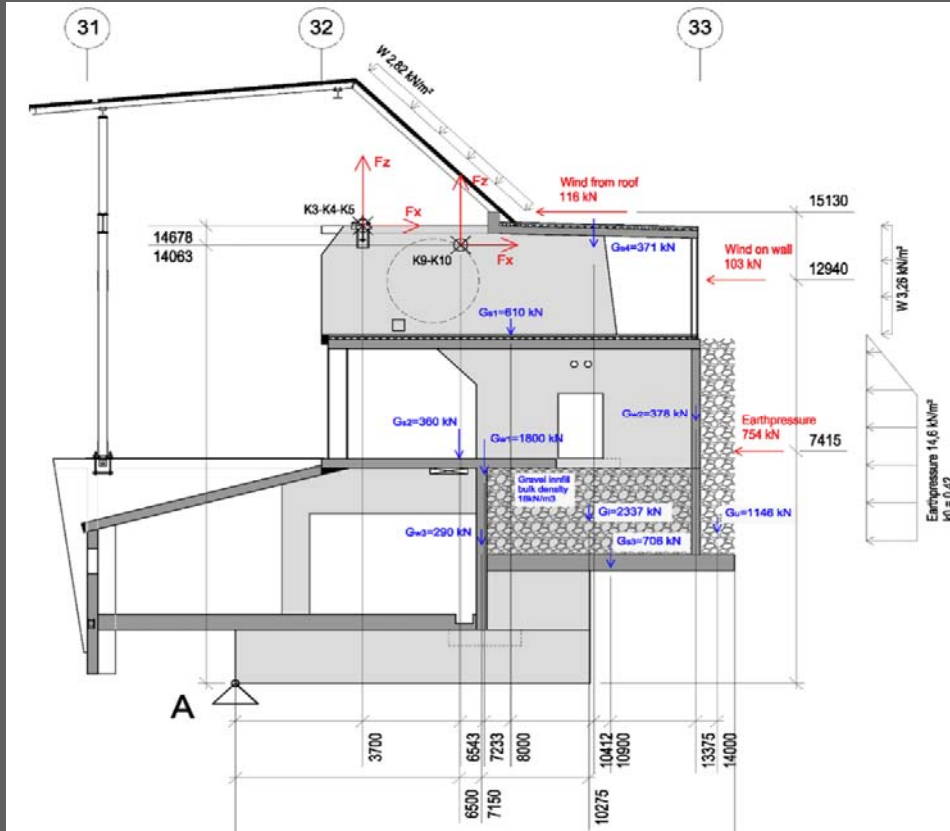 31
32
33
W 2,82 kN/m²
Fz
Fz
Wind from roof
116 kN
15130
K3-K4-K5
Fx
14678
14063
K9-K10
Fx
Gs4=371 kN
Wind on wall
103 kN
12940
W 3,26 kN/m²
Gs1=610 kN
Gw2=378 kN
Gs2=360 kN
Gw1=1800 kN
Earthpressure
754 kN
7415
Earthpressure 14,6 kN/m²
k0 = 0,42
Gravel innfill
bulk density
18kN/m3
Gi=2337 kN
Gu=1146 kN
Gw3=290 kN
Gs3=706 kN
A
3700
6543
7233
8000
10412
10900
13375
14000
6500
7150
10275